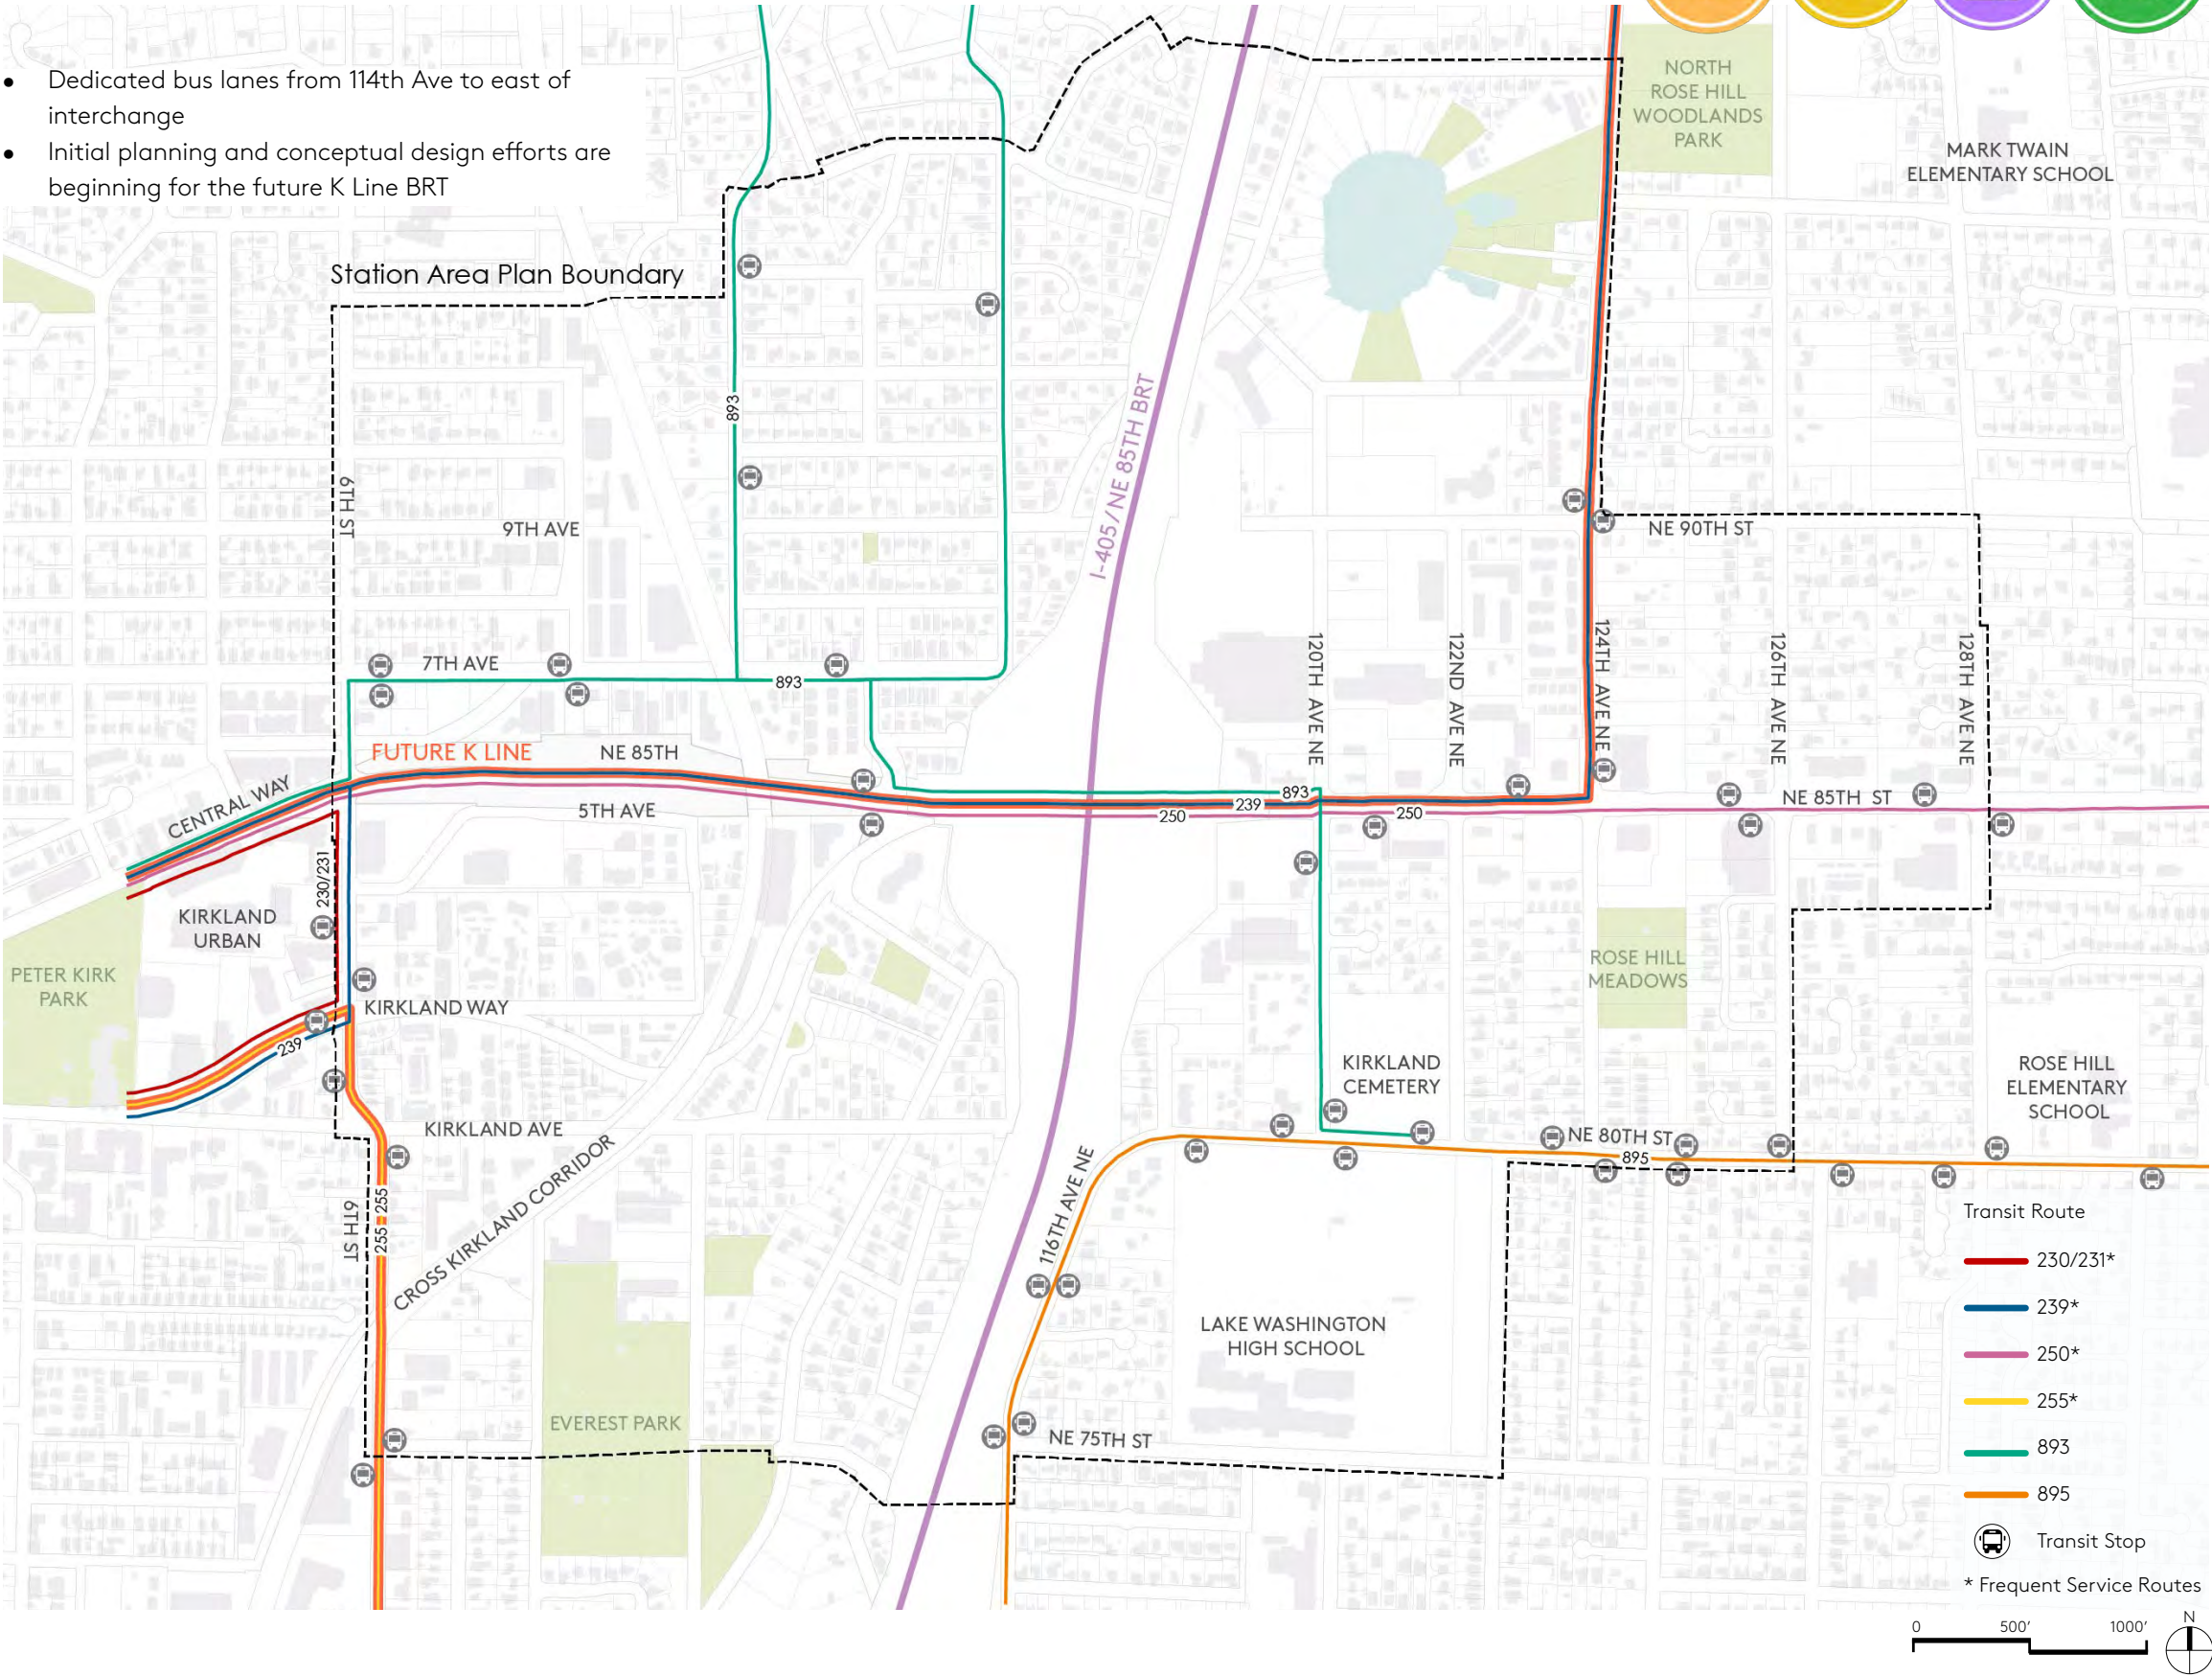 • Dedicated bus lanes from 114th Ave to east of
interchange
• Initial planning and conceptual design efforts are
beginning for the future K Line BRT
NORTH
ROSE HILL
WOODLANDS
PARK
MARK TWAIN
ELEMENTARY SCHOOL
Station Area Plan Boundary
893
I-405/NE 85TH BRT
6TH ST
9TH AVE
NE 90TH ST
7TH AVE
893
120TH AVE NE
122ND AVE NE
124TH AVE NE
126TH AVE NE
128TH AVE NE
FUTURE K LINE
NE 85TH
CENTRAL WAY
5TH AVE
893
239
250
250
NE 85TH ST
230/231
KIRKLAND
URBAN
PETER KIRK
PARK
KIRKLAND WAY
239
ROSE HILL
MEADOWS
KIRKLAND
CEMETERY
ROSE HILL
ELEMENTARY
SCHOOL
KIRKLAND AVE
NE 80TH ST
895
CROSS KIRKLAND CORRIDOR
116TH AVE NE
6TH ST
255
255
LAKE WASHINGTON
HIGH SCHOOL
EVEREST PARK
NE 75TH ST
Transit Route
230/231*
239*
250*
255*
893
895
Transit Stop
* Frequent Service Routes
0 500' 1000'
N